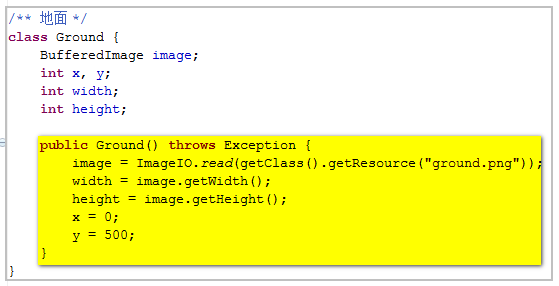 /** 地面 */
class Ground {
    BufferedImage image;
    int x, y;
    int width;
    int height;
    public Ground() throws Exception {
        image = ImageIO.read(getClass().getResource("ground.png"));
        width = image.getWidth();
        height = image.getHeight();
        x = 0;
        y = 500;
    }
}